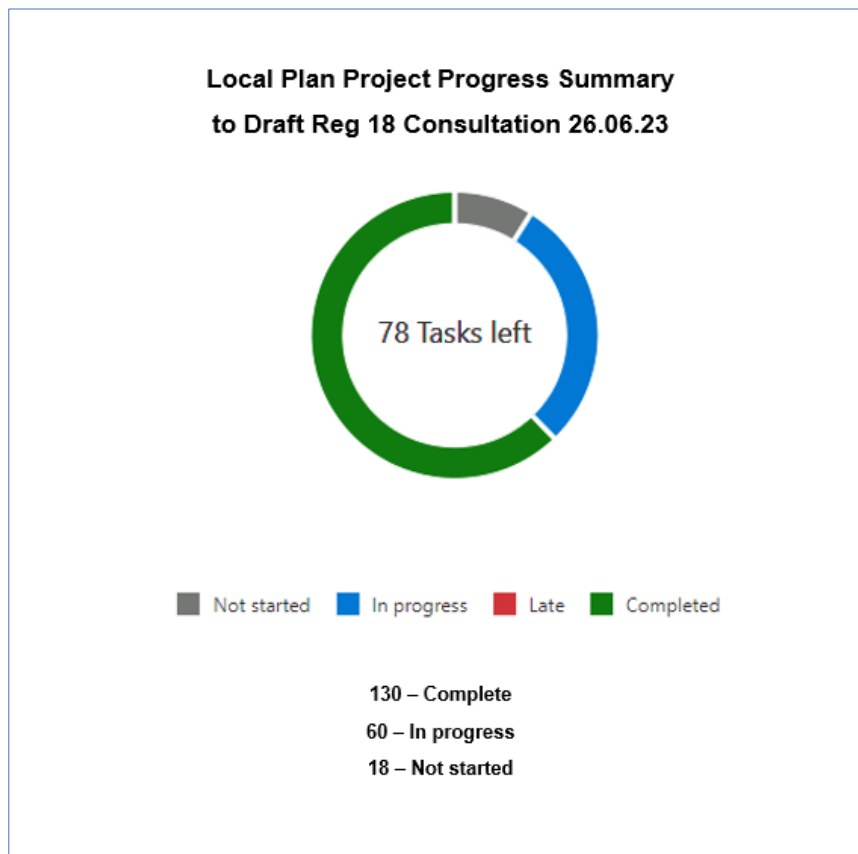 Local Plan Project Progress Summary
to Draft Reg 18 Consultation 26.06.23
78 Tasks left
Not started In progress Late Completed
130 – Complete
60 – In progress
18 – Not started